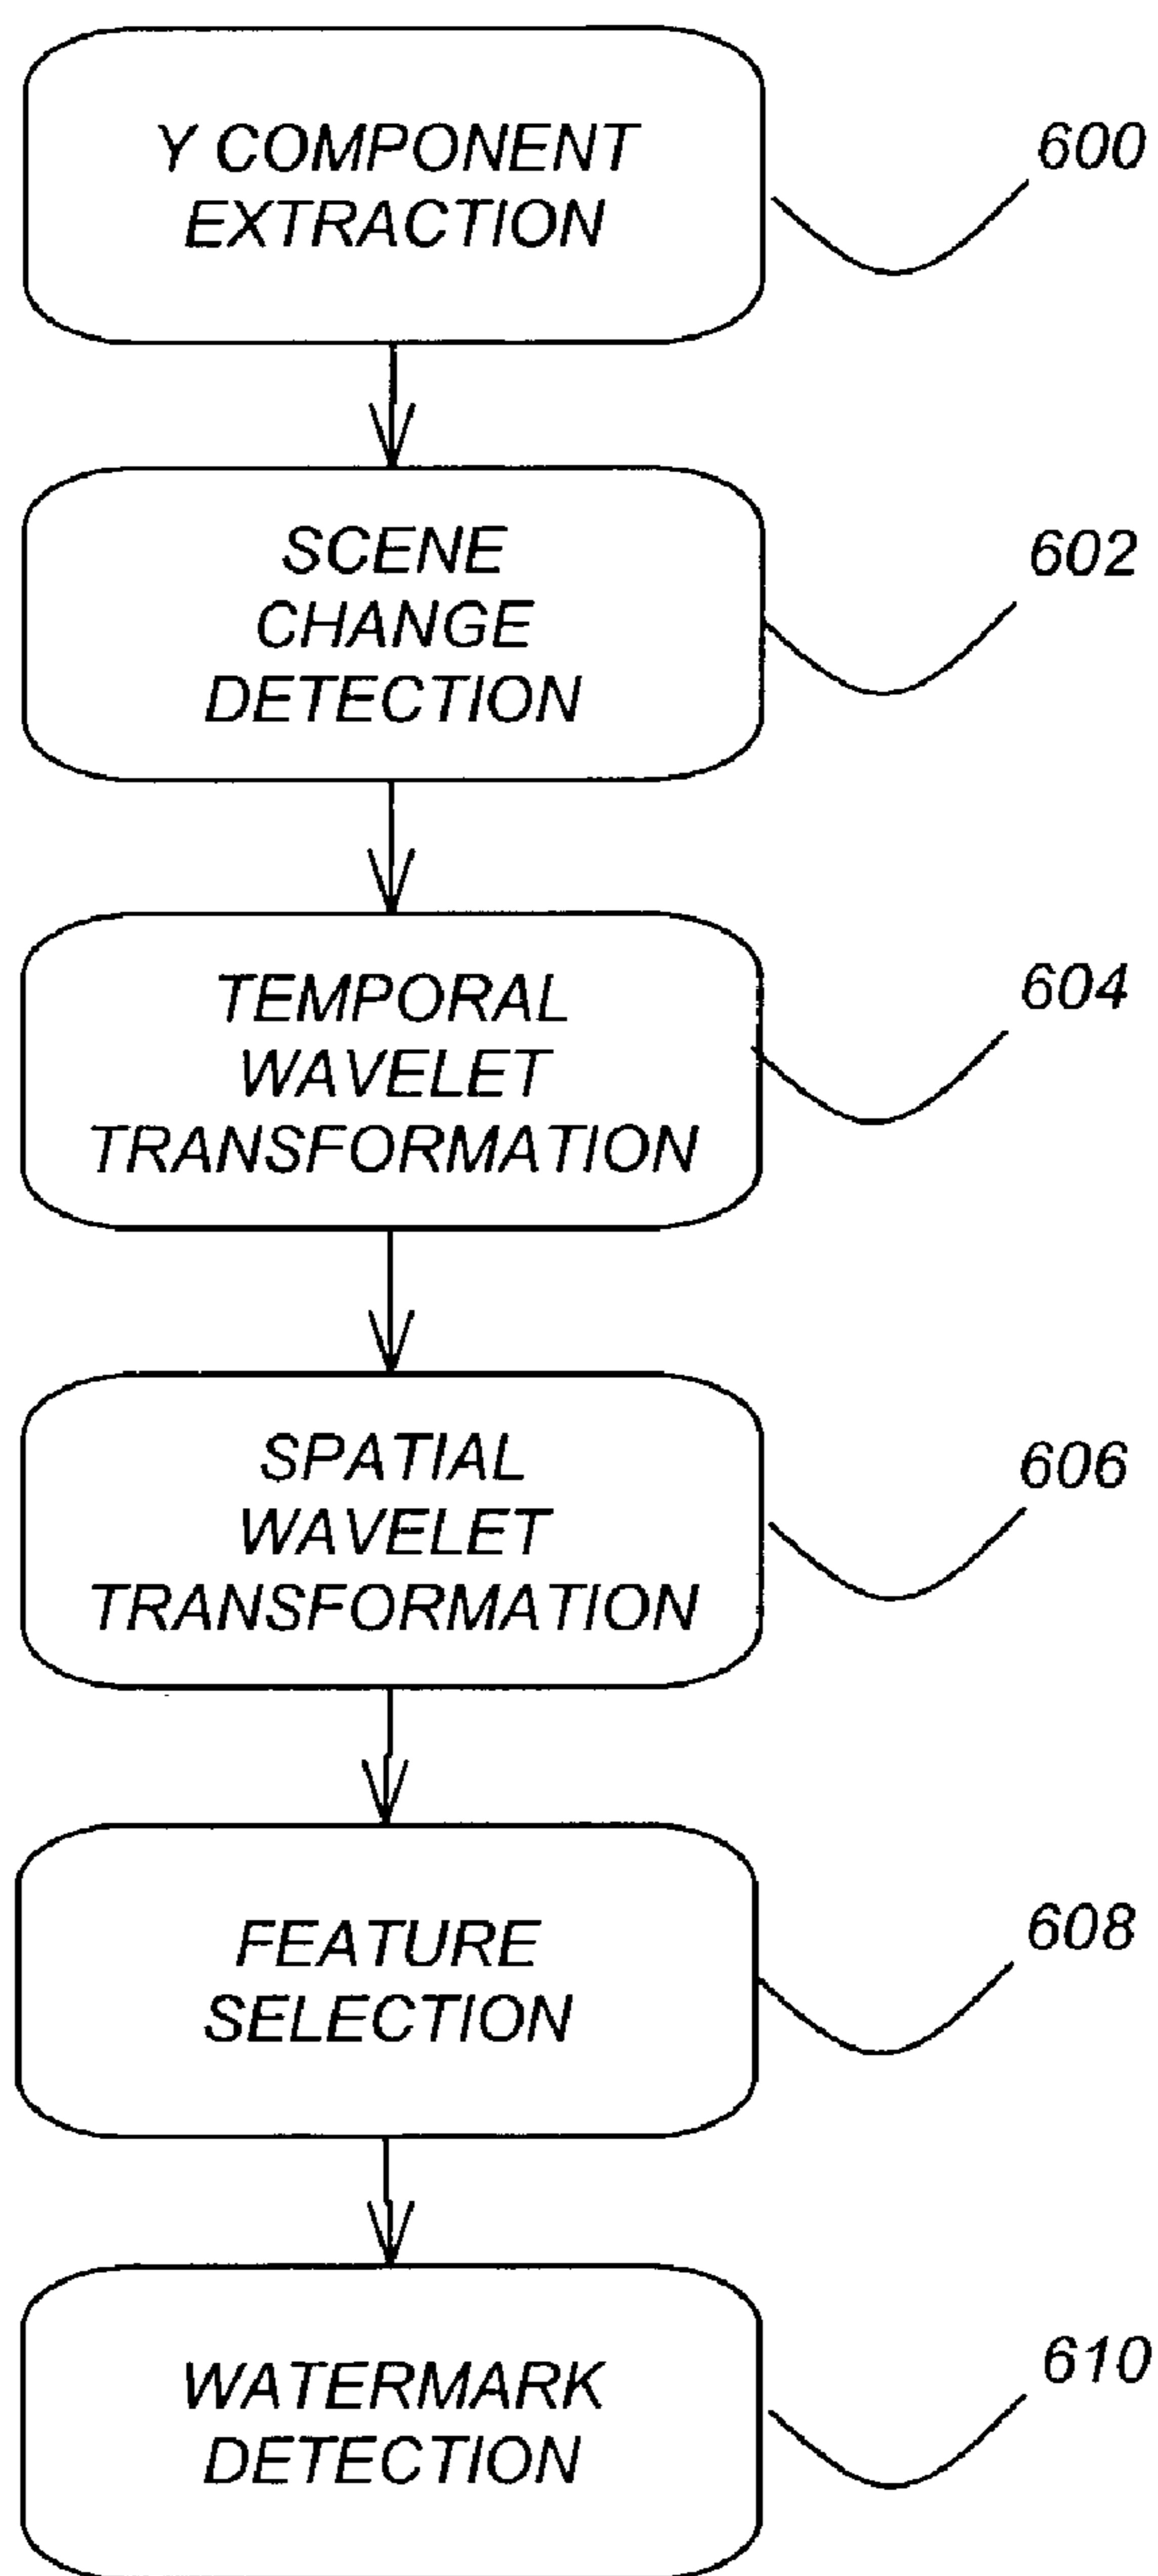 Y COMPONENT
EXTRACTION
600
SCENE
CHANGE
DETECTION
602
TEMPORAL
WAVELET
TRANSFORMATION
604
SPATIAL
WAVELET
TRANSFORMATION
606
FEATURE
SELECTION
608
WATERMARK
DETECTION
610